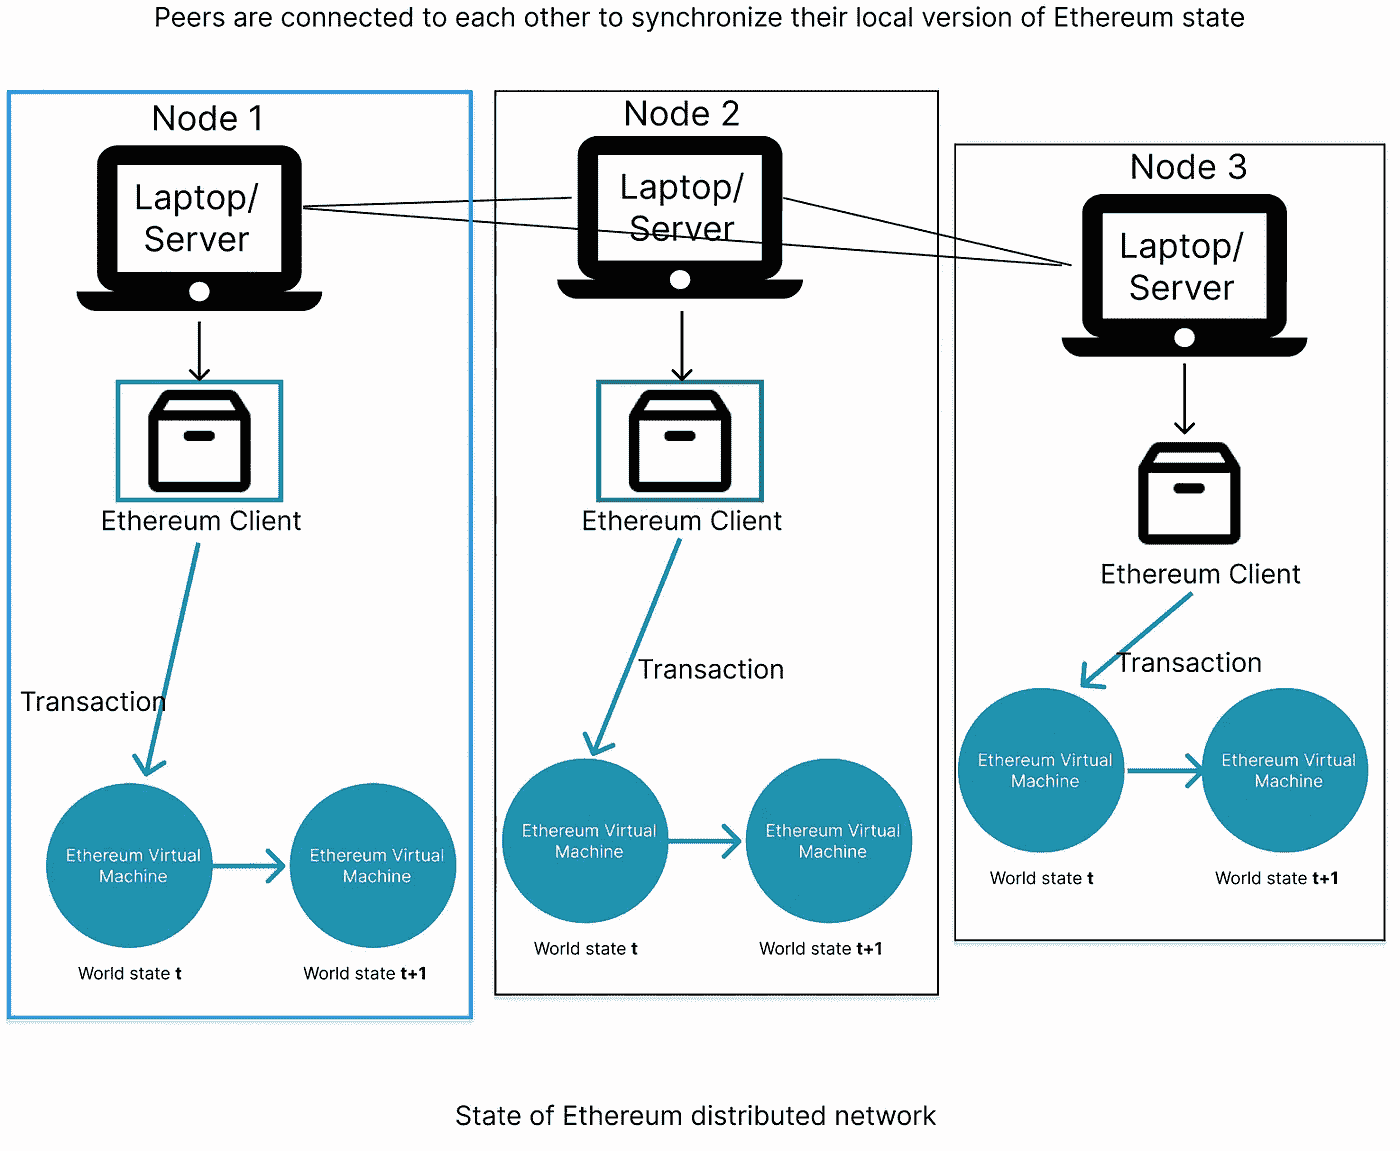 Peers are connected to each other to synchronize their local version of Ethereum state
Node 1
Laptop/
Server
Ethereum Client
Transaction
Ethereum Virtual
Machine
Ethereum Virtual
Machine
World state t
World state t+1
Node 2
Laptop/
Server
Ethereum Client
Transaction
Ethereum Virtual
Machine
Ethereum Virtual
Machine
World state t
World state t+1
Node 3
Laptop/
Server
Ethereum Client
Transaction
Ethereum Virtual
Machine
Ethereum Virtual
Machine
World state t
World state t+1
State of Ethereum distributed network